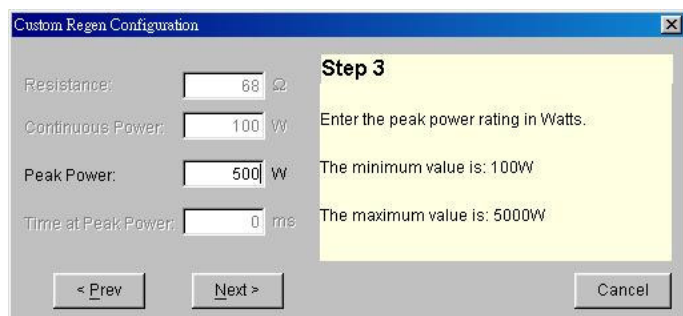 Custom Regen Configuration
Resistance: 68 Ω
Continuous Power: 100 W
Peak Power: 500 W
Time at Peak Power: 0 ms
Step 3
Enter the peak power rating in Watts.
The minimum value is: 100W
The maximum value is: 5000W
< Prev
Next >
Cancel